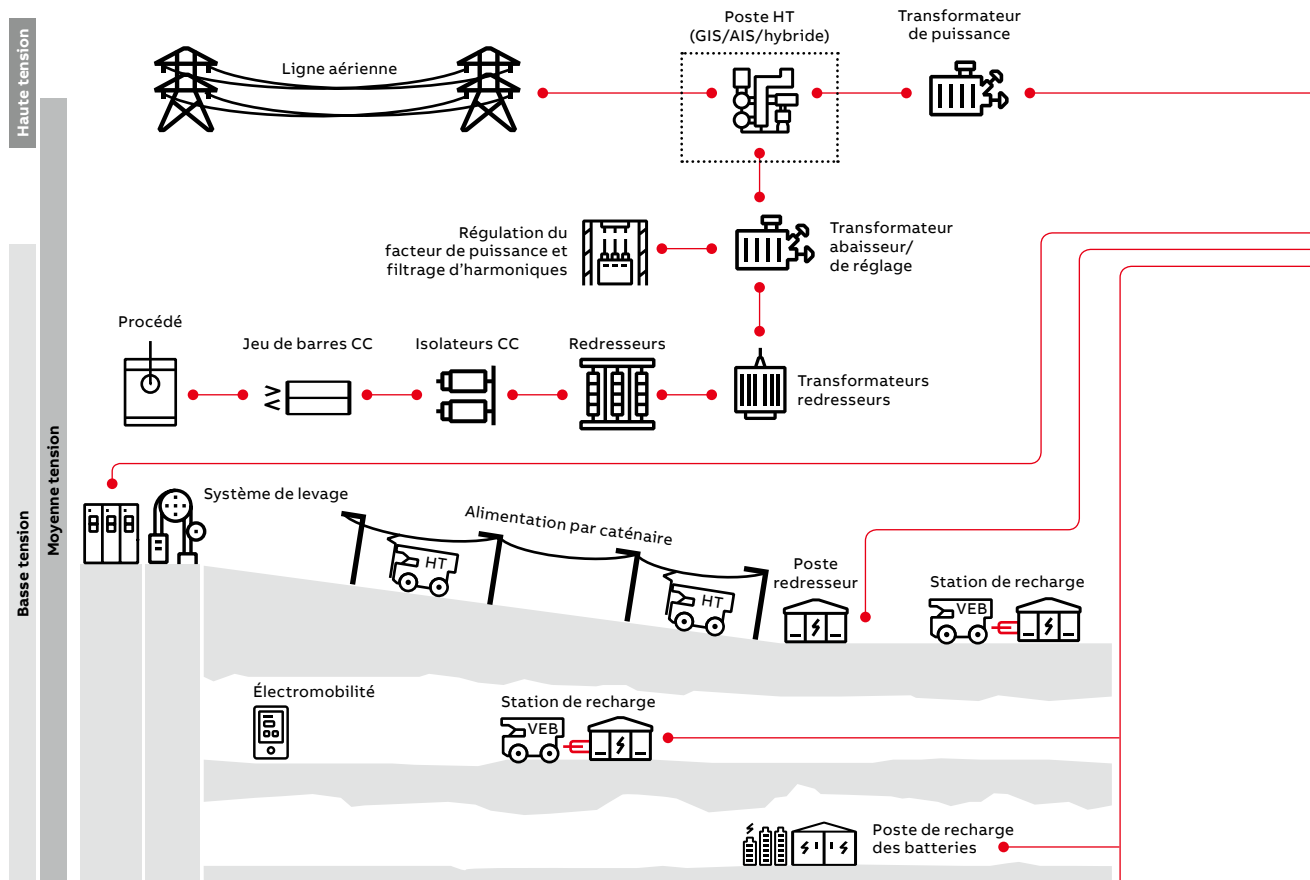 Haute tension
Moyenne tension
Basse tension
Ligne aérienne
Poste HT
(GIS/AIS/hybride)
Transformateur
de puissance
Régulation du
facteur de puissance et
filtrage d’harmoniques
Transformateur
abaisseur/
de réglage
Procédé
Jeu de barres CC
Isolateurs CC
Redresseurs
Transformateurs
redresseurs
Système de levage
Alimentation par caténaire
HT
HT
Poste
redresseur
Station de recharge
VEB
Électromobilité
Station de recharge
VEB
Poste de recharge
des batteries